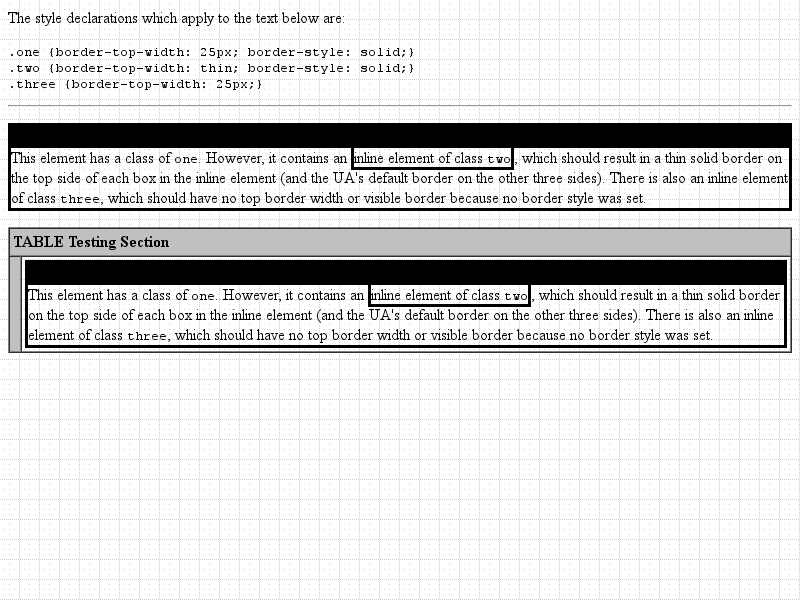 The style declarations which apply to the text below are:
.one {border-top-width: 25px; border-style: solid;}
.two {border-top-width: thin; border-style: solid;}
.three {border-top-width: 25px;}
This element has a class of one. However, it contains an inline element of class two, which should result in a thin solid border on
the top side of each box in the inline element (and the UA's default border on the other three sides). There is also an inline element
of class three, which should have no top border width or visible border because no border style was set.
TABLE Testing Section
This element has a class of one. However, it contains an inline element of class two, which should result in a thin solid border
on the top side of each box in the inline element (and the UA's default border on the other three sides). There is also an inline
element of class three, which should have no top border width or visible border because no border style was set.